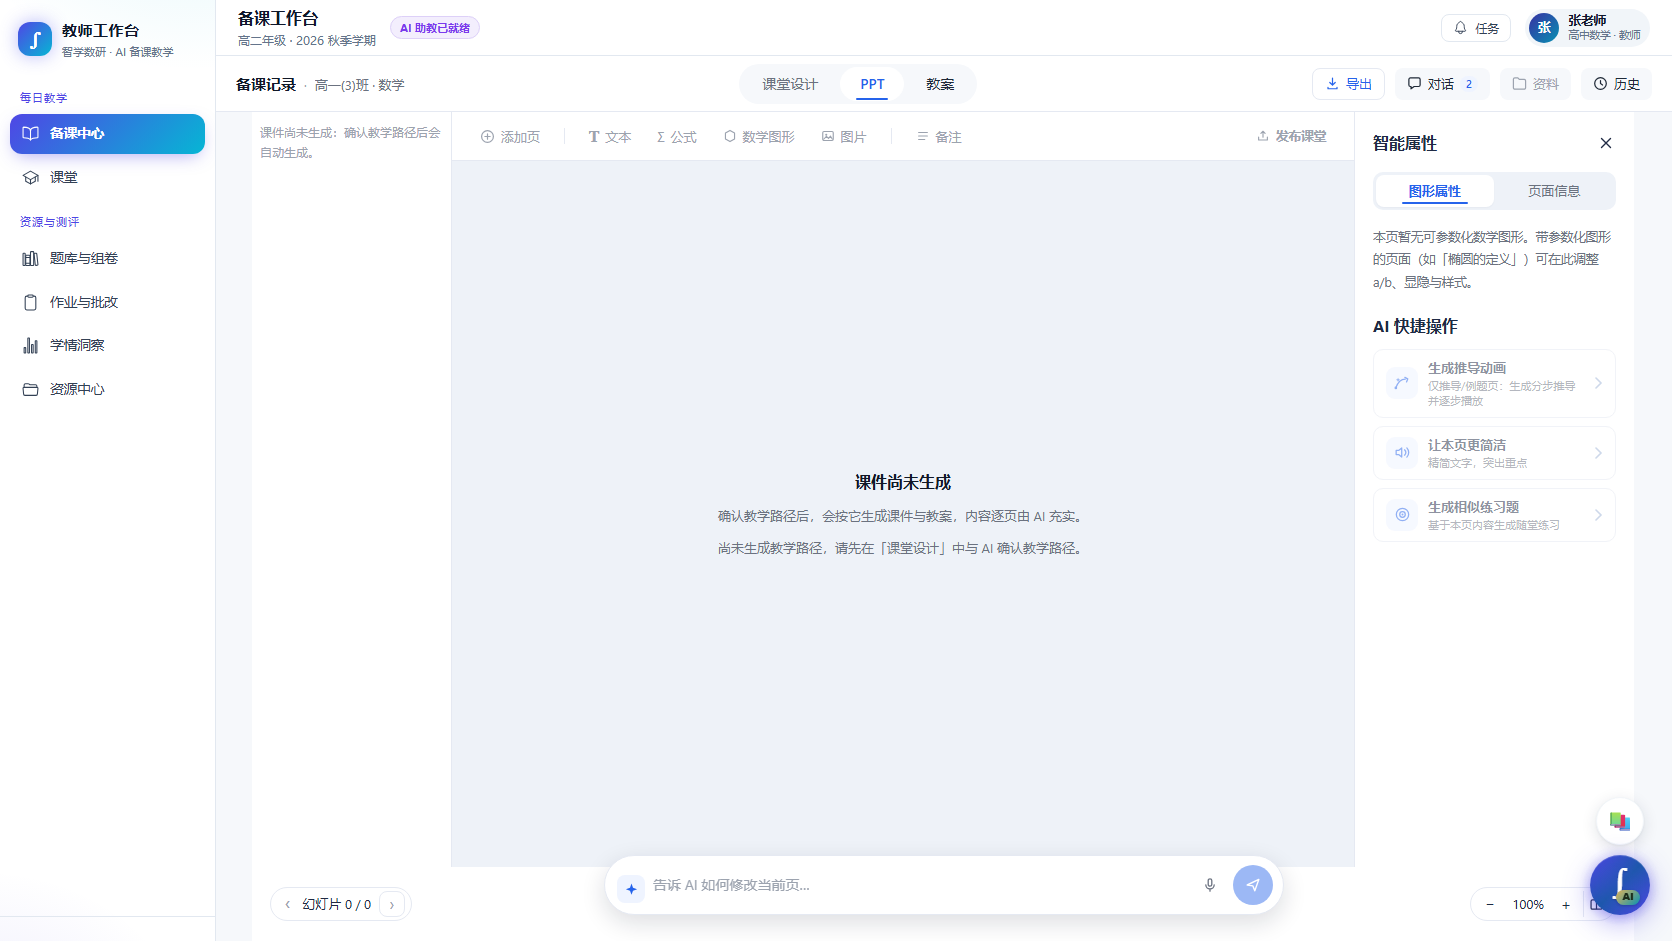 教师工作台
智学数研 · AI 备课教学
每日教学
备课中心
课堂
资源与测评
题库与组卷
作业与批改
学情洞察
资源中心
备课工作台
高二年级 · 2026 秋季学期
AI 助教已就绪
任务
张
张老师
高中数学 · 教师
备课记录 · 高一(3)班 · 数学
课堂设计
PPT
教案
导出
对话 2
资料
历史
课件尚未生成：确认教学路径后会
自动生成。
添加页
T 文本
Σ 公式
数学图形
图片
备注
发布课堂
课件尚未生成
确认教学路径后，会按它生成课件与教案，内容逐页由 AI 充实。
尚未生成教学路径，请先在「课堂设计」中与 AI 确认教学路径。
智能属性
图形属性
页面信息
本页暂无可参数化数学图形。带参数化图形
的页面（如「椭圆的定义」）可在此调整
a/b、显隐与样式。
AI 快捷操作
生成推导动画
仅推导/例题页：生成分步推导
并逐步播放
让本页更简洁
精简文字，突出重点
生成相似练习题
基于本页内容生成随堂练习
‹ 幻灯片 0 / 0 ›
告诉 AI 如何修改当前页...
− 100% +
∫ AI